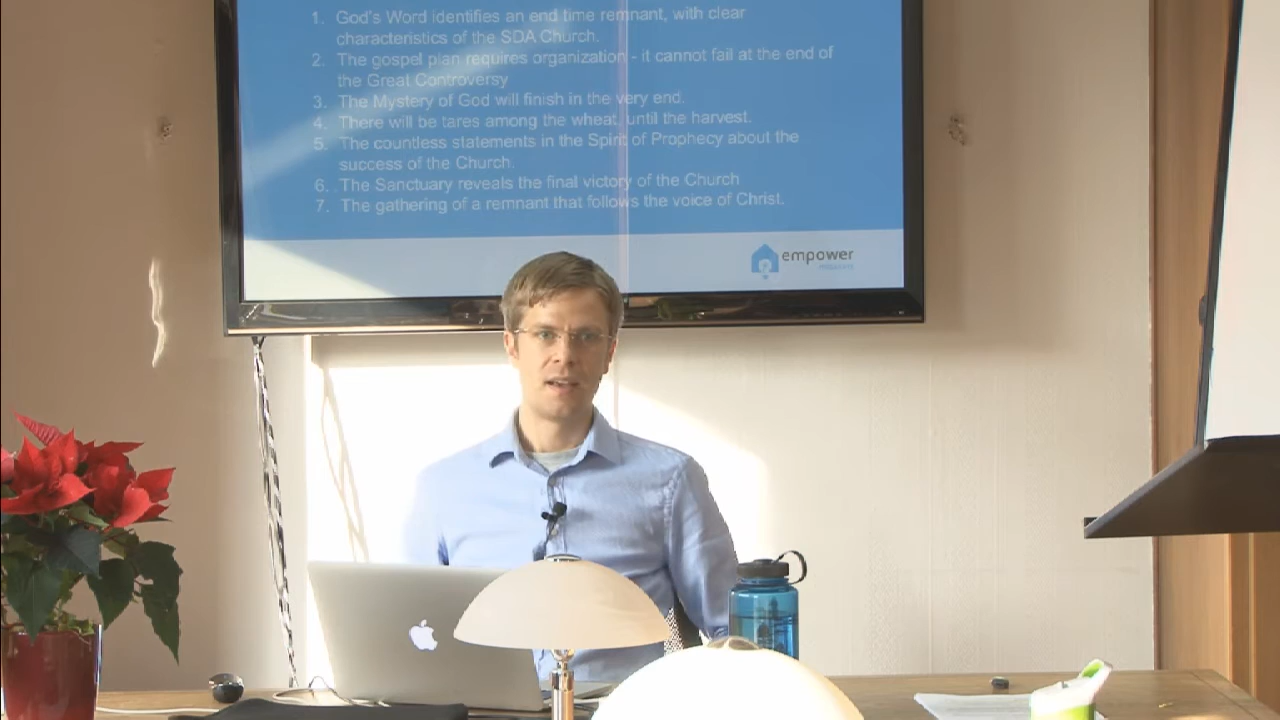 1. God's Word identifies an end time remnant, with clear
characteristics of the SDA Church.
2. The gospel plan requires organization - it cannot fail at the end of
the Great Controversy
3. The Mystery of God will finish in the very end.
4. There will be tares among the wheat, until the harvest.
5. The countless statements in the Spirit of Prophecy about the
success of the Church.
6. The Sanctuary reveals the final victory of the Church
7. The gathering of a remnant that follows the voice of Christ.
empower